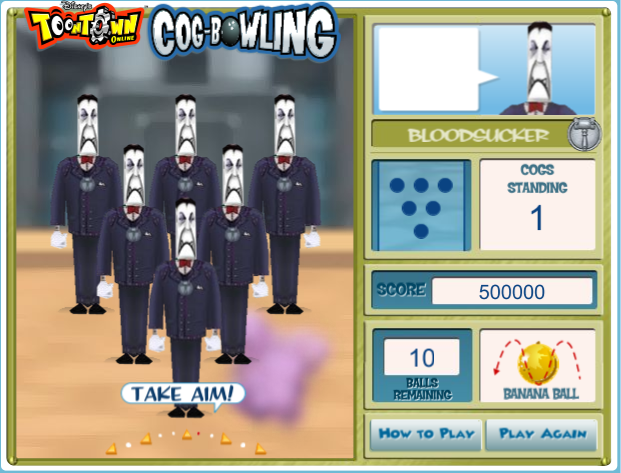 Disney's
TOONTOWN
ONLINE
COG-BOWLING
BLOODSUCKER
COGS
STANDING
1
SCORE 500000
10
BALLS
REMAINING
BANANA BALL
TAKE AIM!
HOW TO PLAY
PLAY AGAIN